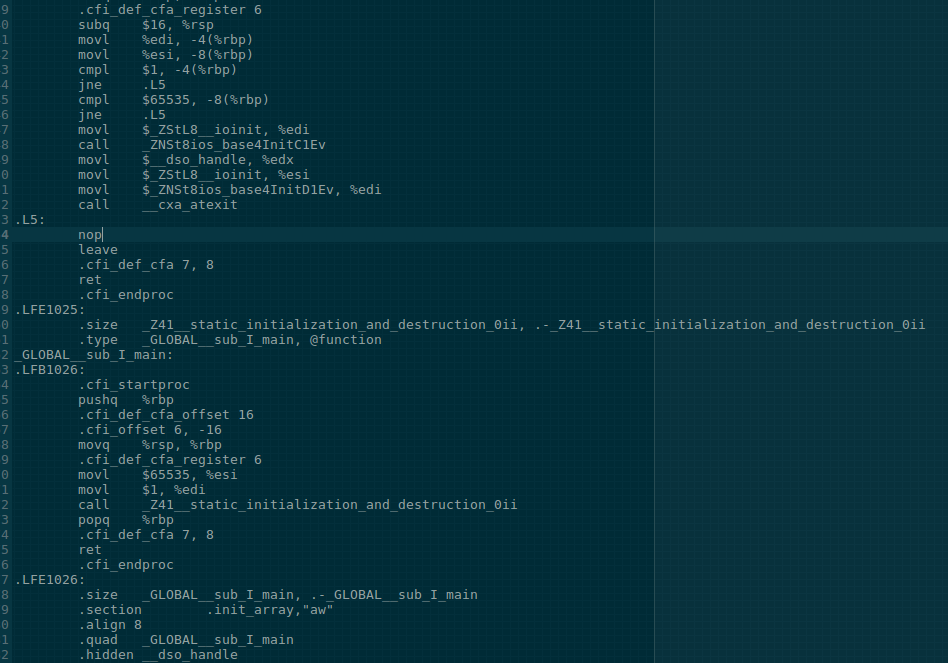 9 .cfi_def_cfa_register 6
0 subq $16, %rsp
1 movl %edi, -4(%rbp)
2 movl %esi, -8(%rbp)
3 cmpl $1, -4(%rbp)
4 jne .L5
5 cmpl $65535, -8(%rbp)
6 jne .L5
7 movl $_ZStL8__ioinit, %edi
8 call _ZNSt8ios_base4InitC1Ev
9 movl $__dso_handle, %edx
0 movl $_ZStL8__ioinit, %esi
1 movl $_ZNSt8ios_base4InitD1Ev, %edi
2 call __cxa_atexit
3 .L5:
4 nop
5 leave
6 .cfi_def_cfa 7, 8
7 ret
8 .cfi_endproc
9 .LFE1025:
0 .size _Z41__static_initialization_and_destruction_0ii, .-_Z41__static_initialization_and_destruction_0ii
1 .type _GLOBAL__sub_I_main, @function
2 _GLOBAL__sub_I_main:
3 .LFB1026:
4 .cfi_startproc
5 pushq %rbp
6 .cfi_def_cfa_offset 16
7 .cfi_offset 6, -16
8 movq %rsp, %rbp
9 .cfi_def_cfa_register 6
0 movl $65535, %esi
1 movl $1, %edi
2 call _Z41__static_initialization_and_destruction_0ii
3 popq %rbp
4 .cfi_def_cfa 7, 8
5 ret
6 .cfi_endproc
7 .LFE1026:
8 .size _GLOBAL__sub_I_main, .-_GLOBAL__sub_I_main
9 .section .init_array,"aw"
0 .align 8
1 .quad _GLOBAL__sub_I_main
2 .hidden __dso_handle